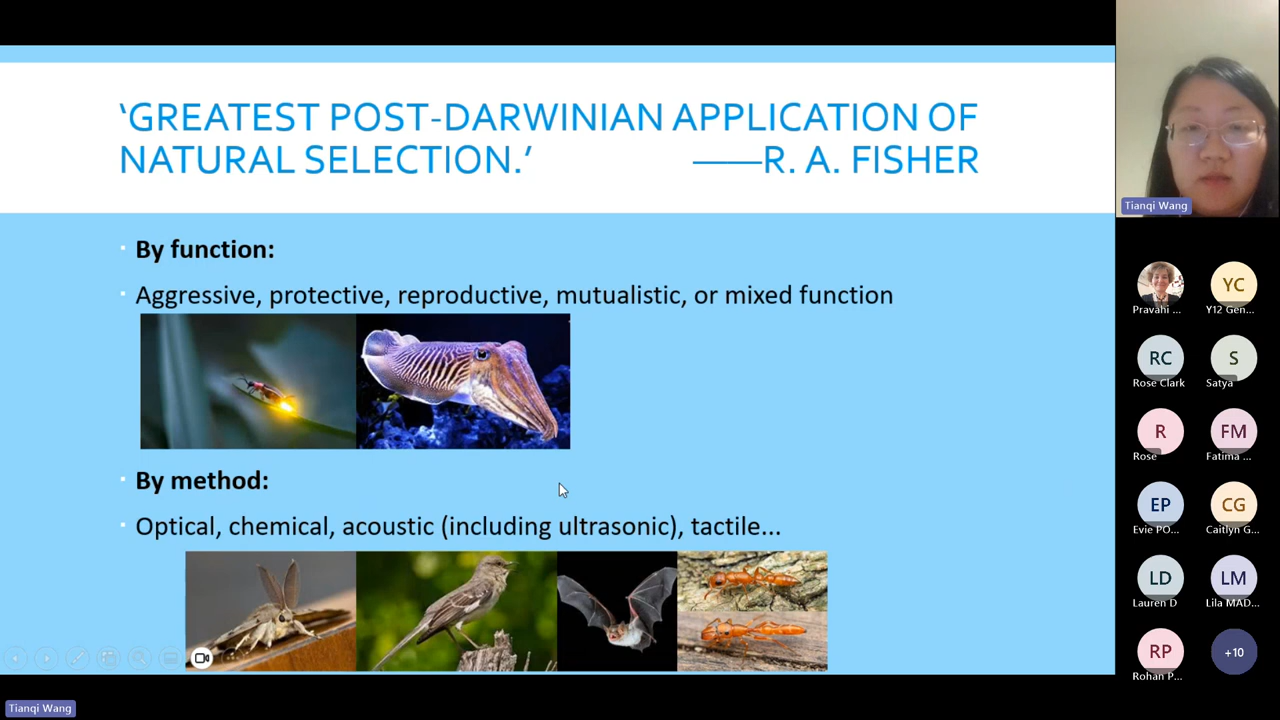 ‘GREATEST POST-DARWINIAN APPLICATION OF
NATURAL SELECTION.’ ——R. A. FISHER
By function:
Aggressive, protective, reproductive, mutualistic, or mixed function
By method:
Optical, chemical, acoustic (including ultrasonic), tactile...
Tianqi Wang
Tianqi Wang
Pravahi ...
YC
Y12 Gen...
RC
Rose Clark
S
Satya
R
Rose
FM
Fatima ...
EP
Evie PO...
CG
Caitlyn G...
LD
Lauren D
LM
Lila MAD...
RP
Rohan P...
+10